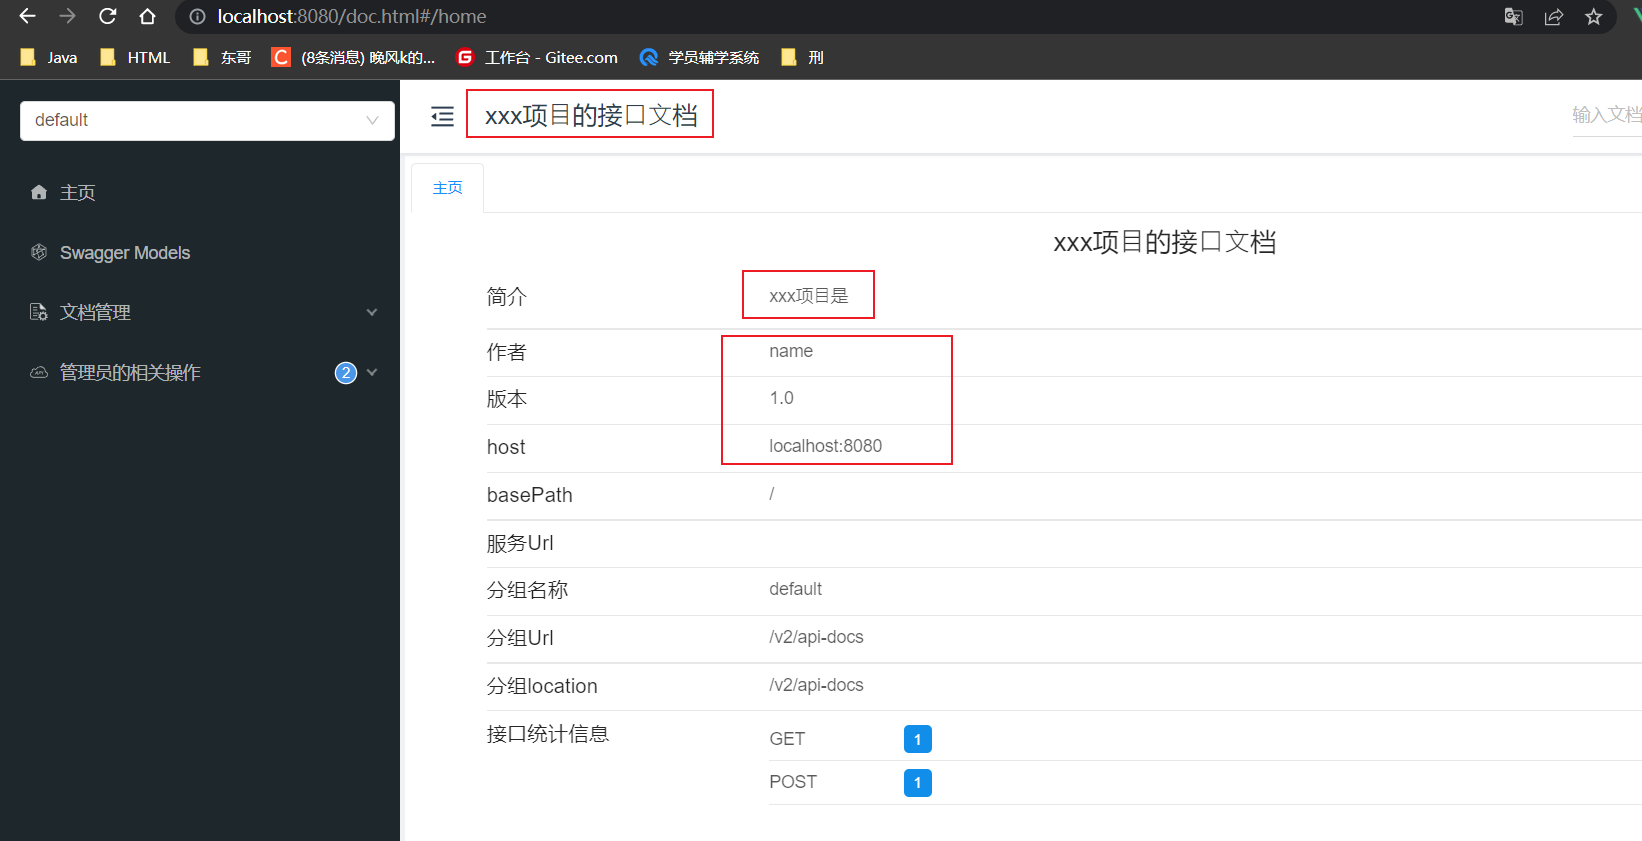 localhost:8080/doc.html#/home
Java HTML 东哥 (8条消息) 晚风k的... 工作台 - Gitee.com 学员辅学系统 刑
default
主页
Swagger Models
文档管理
管理员的相关操作 2
xxx项目的接口文档
输入文档
主页
xxx项目的接口文档
简介 xxx项目是
作者 name
版本 1.0
host localhost:8080
basePath /
服务Url
分组名称 default
分组Url /v2/api-docs
分组location /v2/api-docs
接口统计信息 GET 1
POST 1